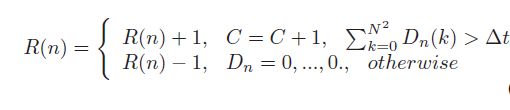 R(n) = { R(n) + 1, C = C + 1, ∑_{k=0}^{N^2} D_n(k) > Δt
R(n) − 1, D_n = 0, ..., 0., otherwise